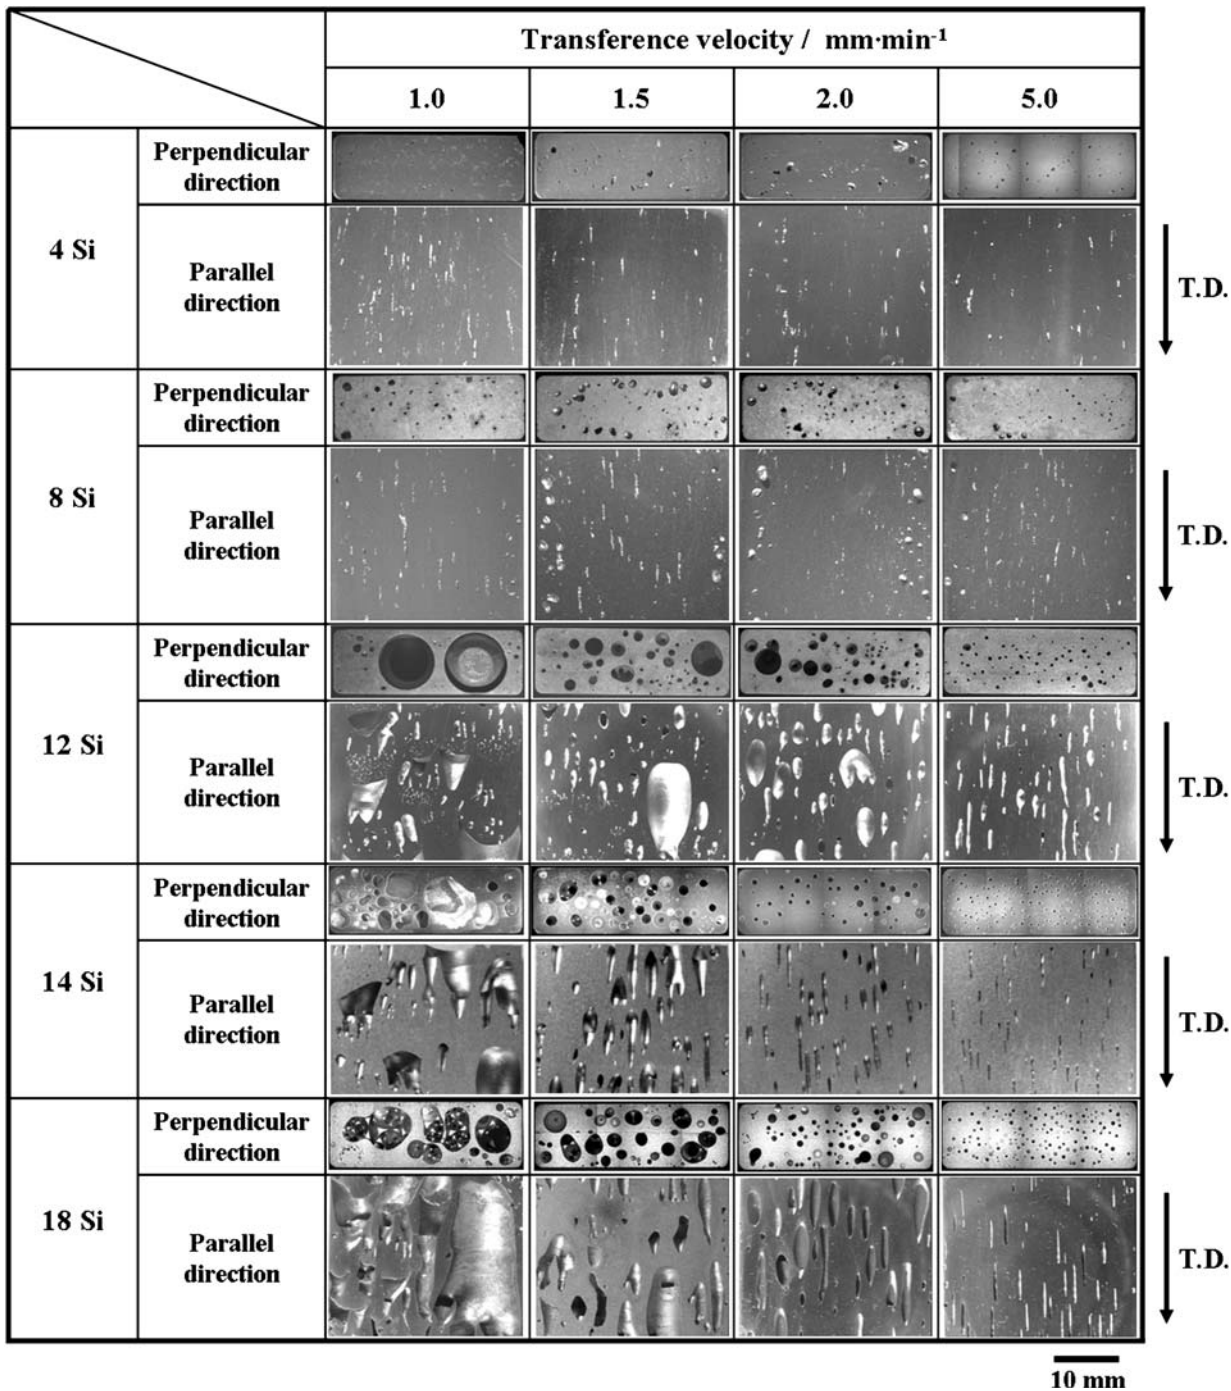 Transference velocity / mm·min⁻¹
1.0
1.5
2.0
5.0
4 Si
Perpendicular
direction
Parallel
direction
T.D.
8 Si
Perpendicular
direction
Parallel
direction
T.D.
12 Si
Perpendicular
direction
Parallel
direction
T.D.
14 Si
Perpendicular
direction
Parallel
direction
T.D.
18 Si
Perpendicular
direction
Parallel
direction
T.D.
10 mm